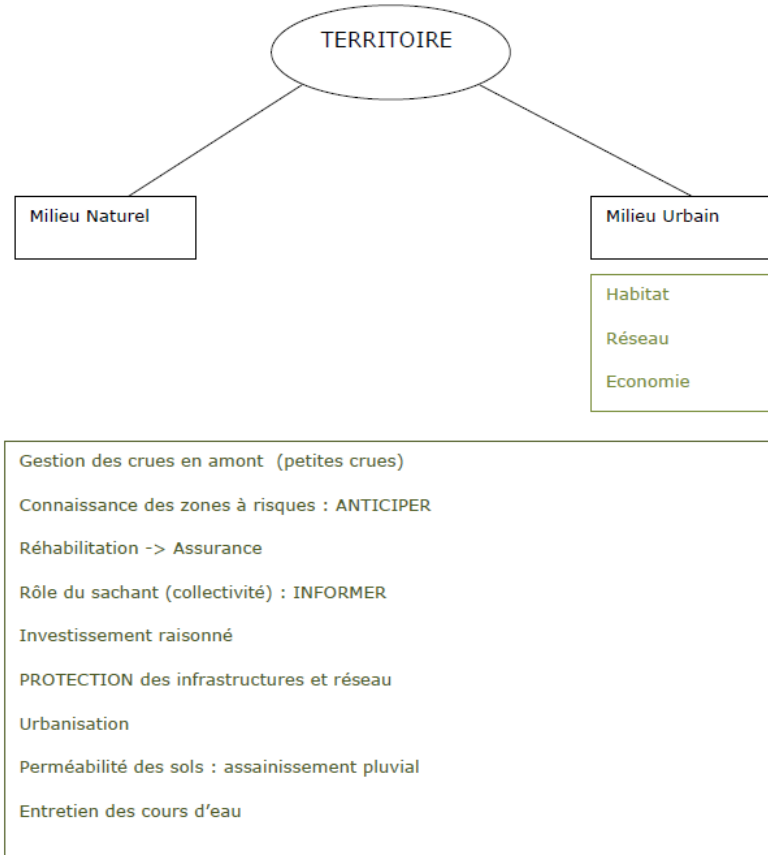 TERRITOIRE
Milieu Naturel
Milieu Urbain
Habitat
Réseau
Economie
Gestion des crues en amont (petites crues)
Connaissance des zones à risques : ANTICIPER
Réhabilitation -> Assurance
Rôle du sachant (collectivité) : INFORMER
Investissement raisonné
PROTECTION des infrastructures et réseau
Urbanisation
Perméabilité des sols : assainissement pluvial
Entretien des cours d'eau